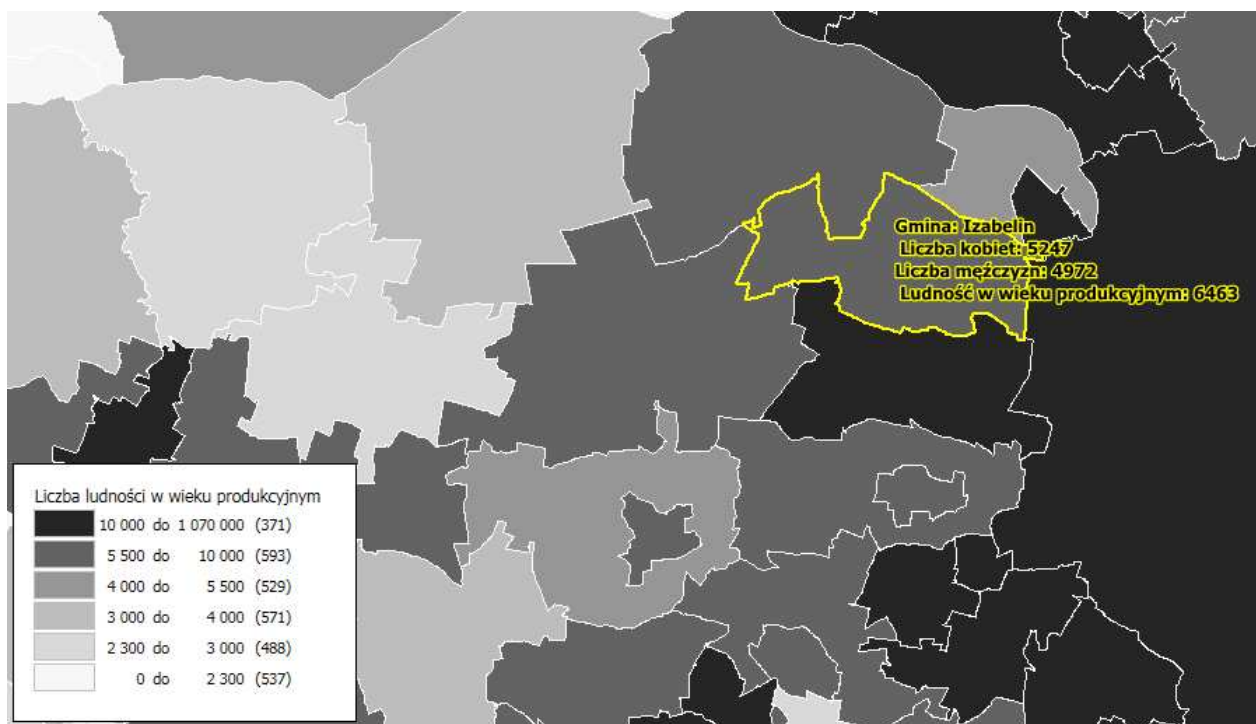 Gmina: Izabelin
Liczba kobiet: 5247
Liczba mężczyzn: 4972
Ludność w wieku produkcyjnym: 6463
Liczba ludności w wieku produkcyjnym
10 000 do 1 070 000 (371)
5 500 do 10 000 (593)
4 000 do 5 500 (529)
3 000 do 4 000 (571)
2 300 do 3 000 (488)
0 do 2 300 (537)